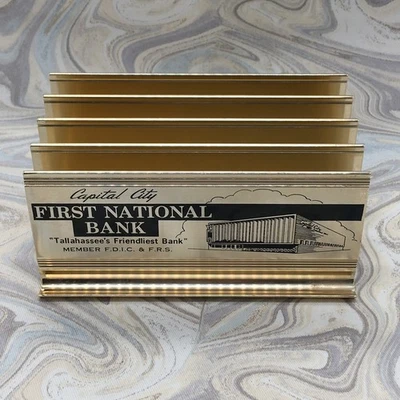 Capital City
FIRST NATIONAL
BANK
"Tallahassee's Friendliest Bank"
MEMBER F.D.I.C. & F.R.S.